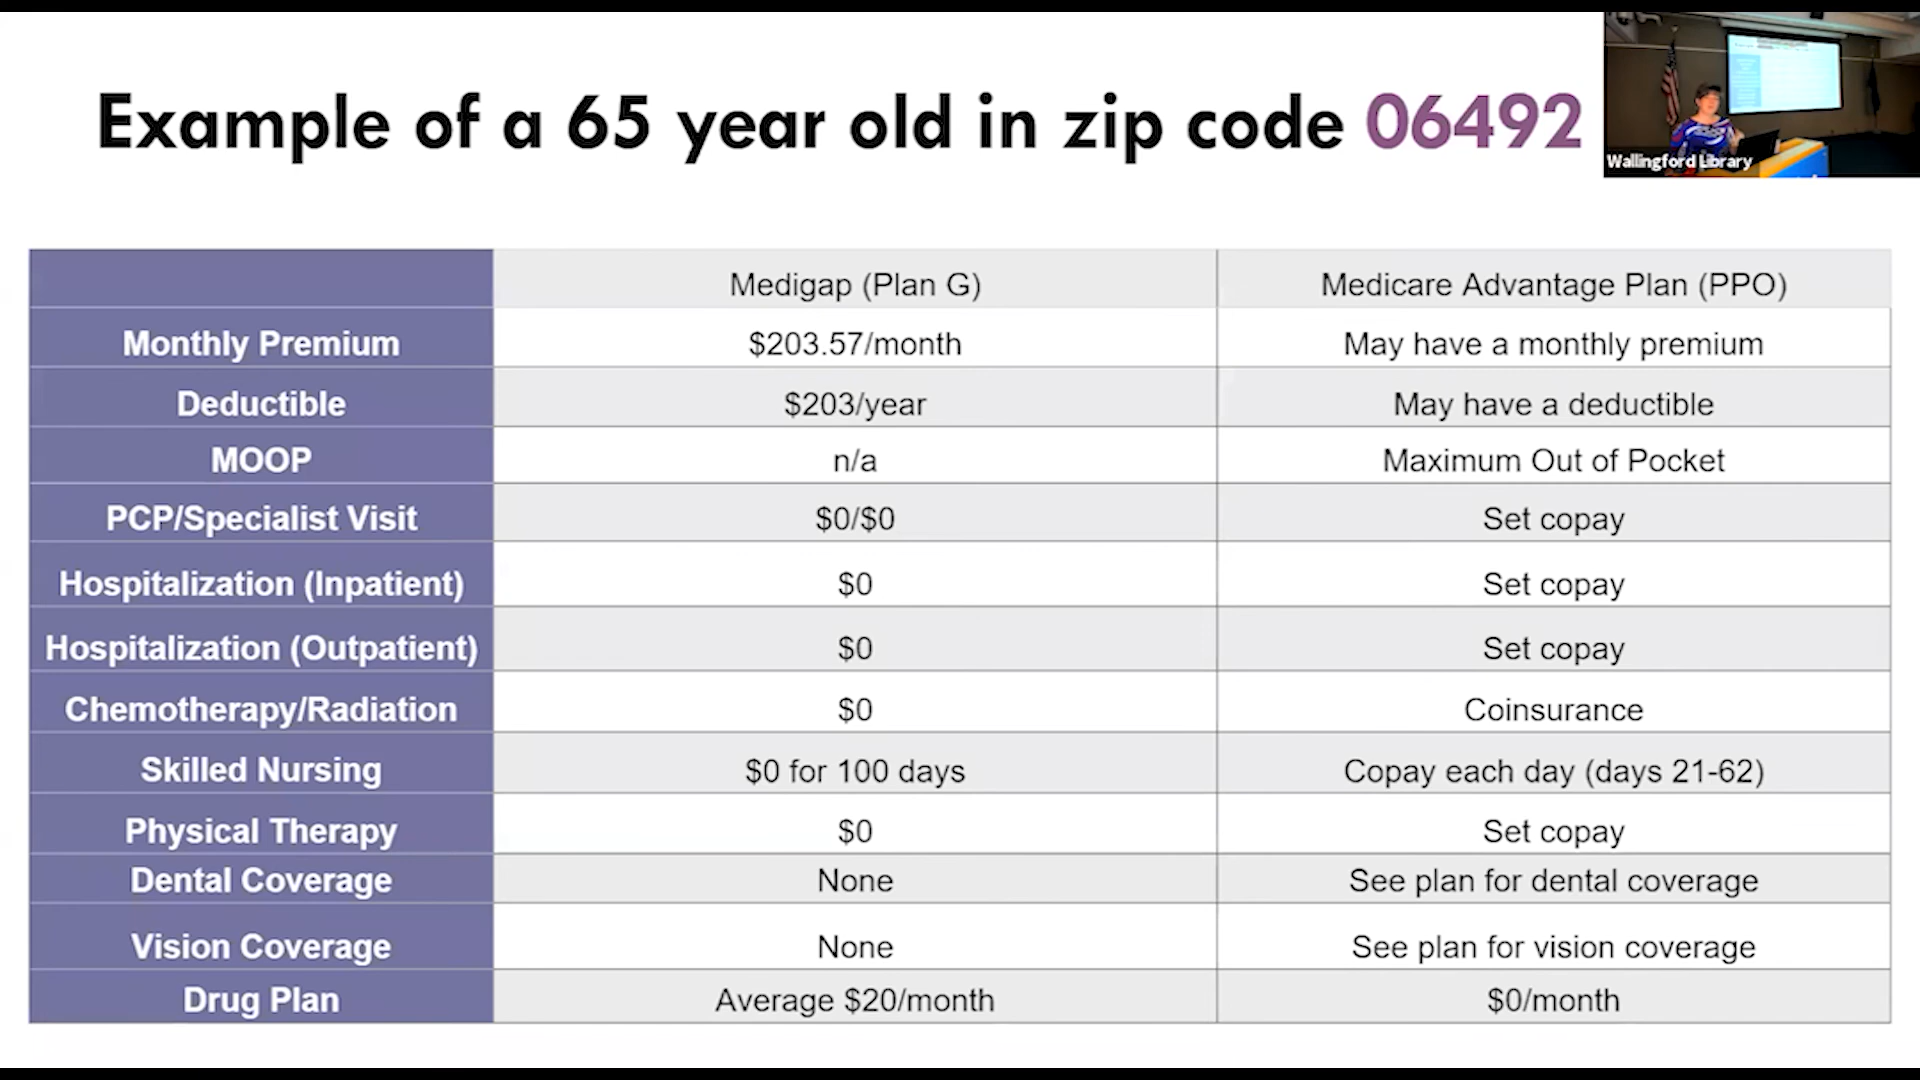 Example of a 65 year old in zip code 06492
Wallingford Library
Medigap (Plan G) Medicare Advantage Plan (PPO)
Monthly Premium $203.57/month May have a monthly premium
Deductible $203/year May have a deductible
MOOP n/a Maximum Out of Pocket
PCP/Specialist Visit $0/$0 Set copay
Hospitalization (Inpatient) $0 Set copay
Hospitalization (Outpatient) $0 Set copay
Chemotherapy/Radiation $0 Coinsurance
Skilled Nursing $0 for 100 days Copay each day (days 21-62)
Physical Therapy $0 Set copay
Dental Coverage None See plan for dental coverage
Vision Coverage None See plan for vision coverage
Drug Plan Average $20/month $0/month